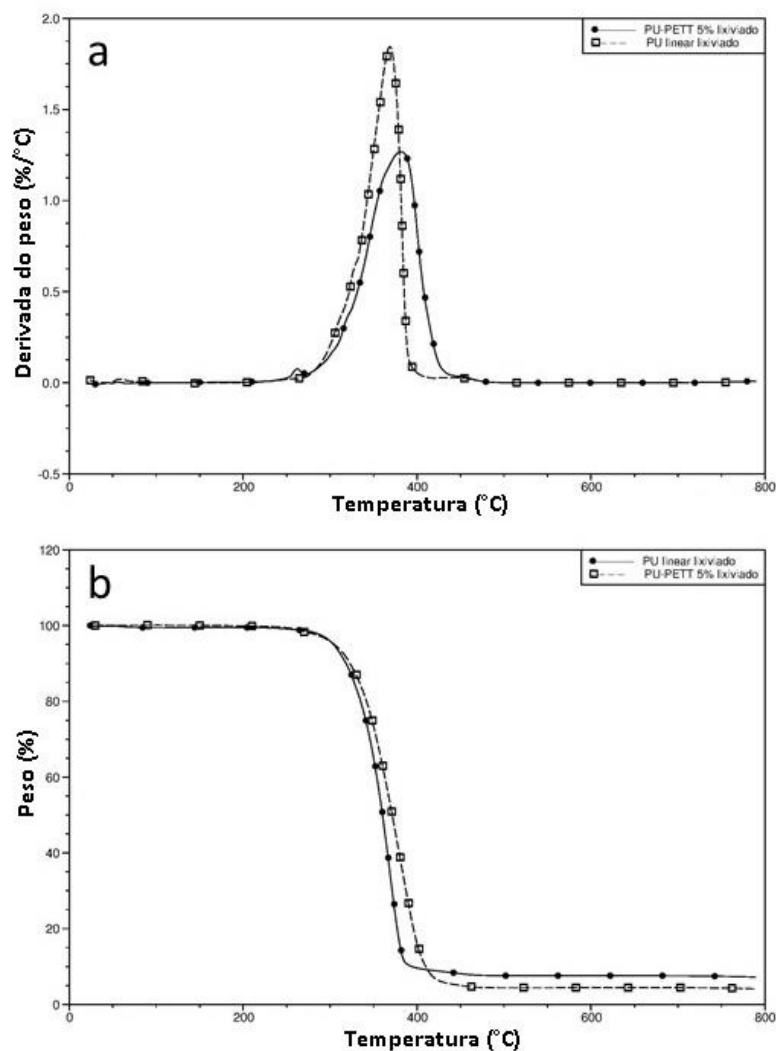 a
PU-PETT 5% lixiviado
PU linear lixiviado
Derivada do peso (%/°C)
2.0
1.5
1.0
0.5
0.0
-0.5
0 200 400 600 800
Temperatura (°C)
b
PU linear lixiviado
PU-PETT 5% lixiviado
Peso (%)
120
100
80
60
40
20
0
0 200 400 600 800
Temperatura (°C)